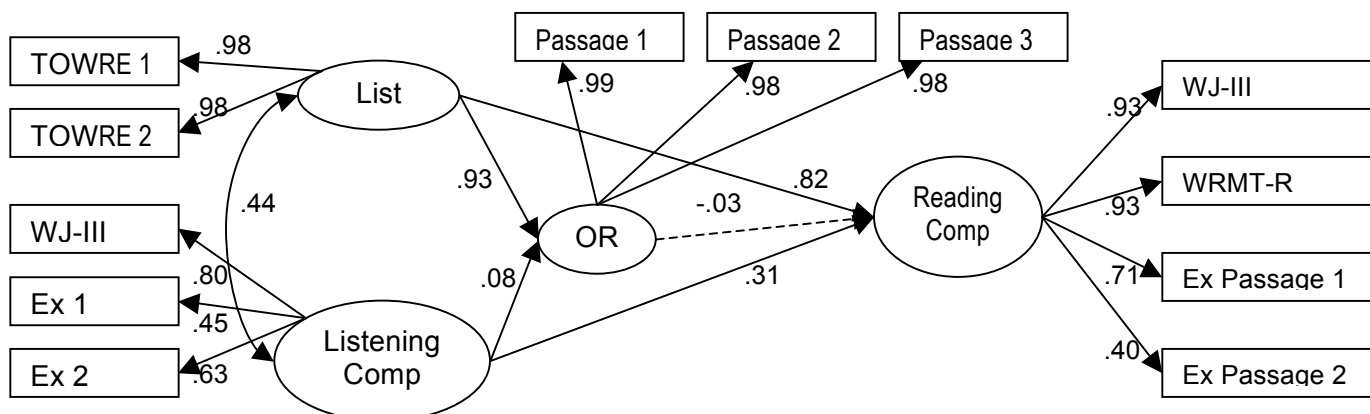 Passage 1
Passage 2
Passage 3
TOWRE 1
.98
List
.99
.98
.98
WJ-III
TOWRE 2
.98
.93
.44
.93
.82
Reading
Comp
WRMT-R
.93
WJ-III
-.03
OR
.80
.08
.31
.71
Ex Passage 1
Ex 1
.45
Listening
Comp
.40
Ex 2
.63
Ex Passage 2